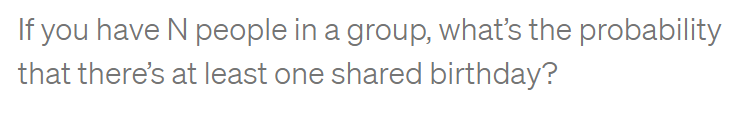 If you have N people in a group, what’s the probability
that there’s at least one shared birthday?